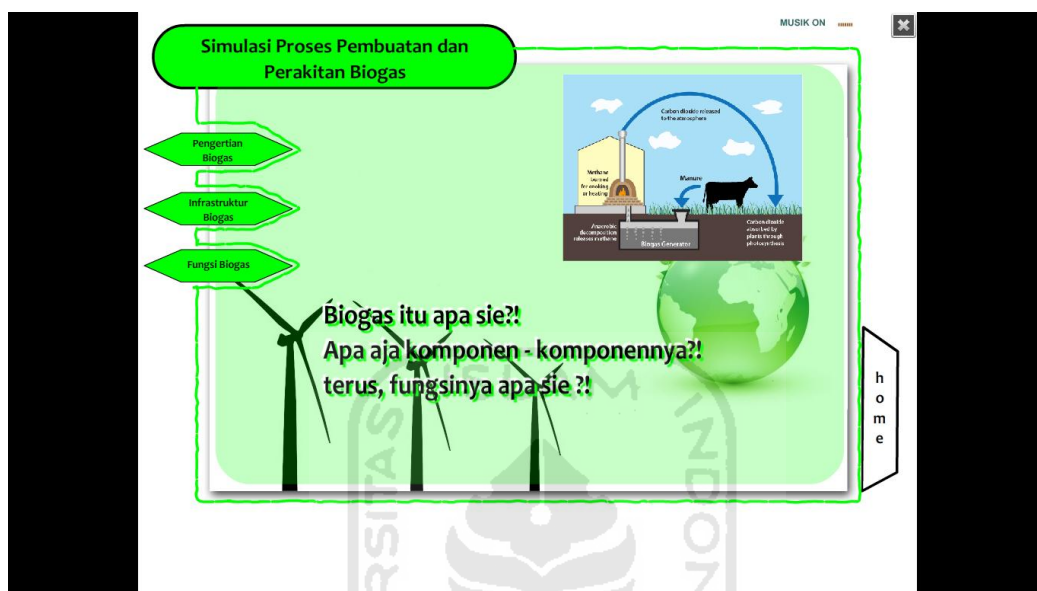 MUSIK ON
Simulasi Proses Pembuatan dan
Perakitan Biogas
Pengertian
Biogas
Infrastruktur
Biogas
Fungsi Biogas
Carbon dioxide released
to the atmosphere
Methane
burned
for cooking
or heating
Manure
Anaerobic
decomposition
releases methane
Biogas Generator
Carbon dioxide
absorbed by
plants through
photosynthesis
Biogas itu apa sie?!
Apa aja komponen - komponennya?!
terus, fungsinya apa sie ?!
h
o
m
e
ISLAM